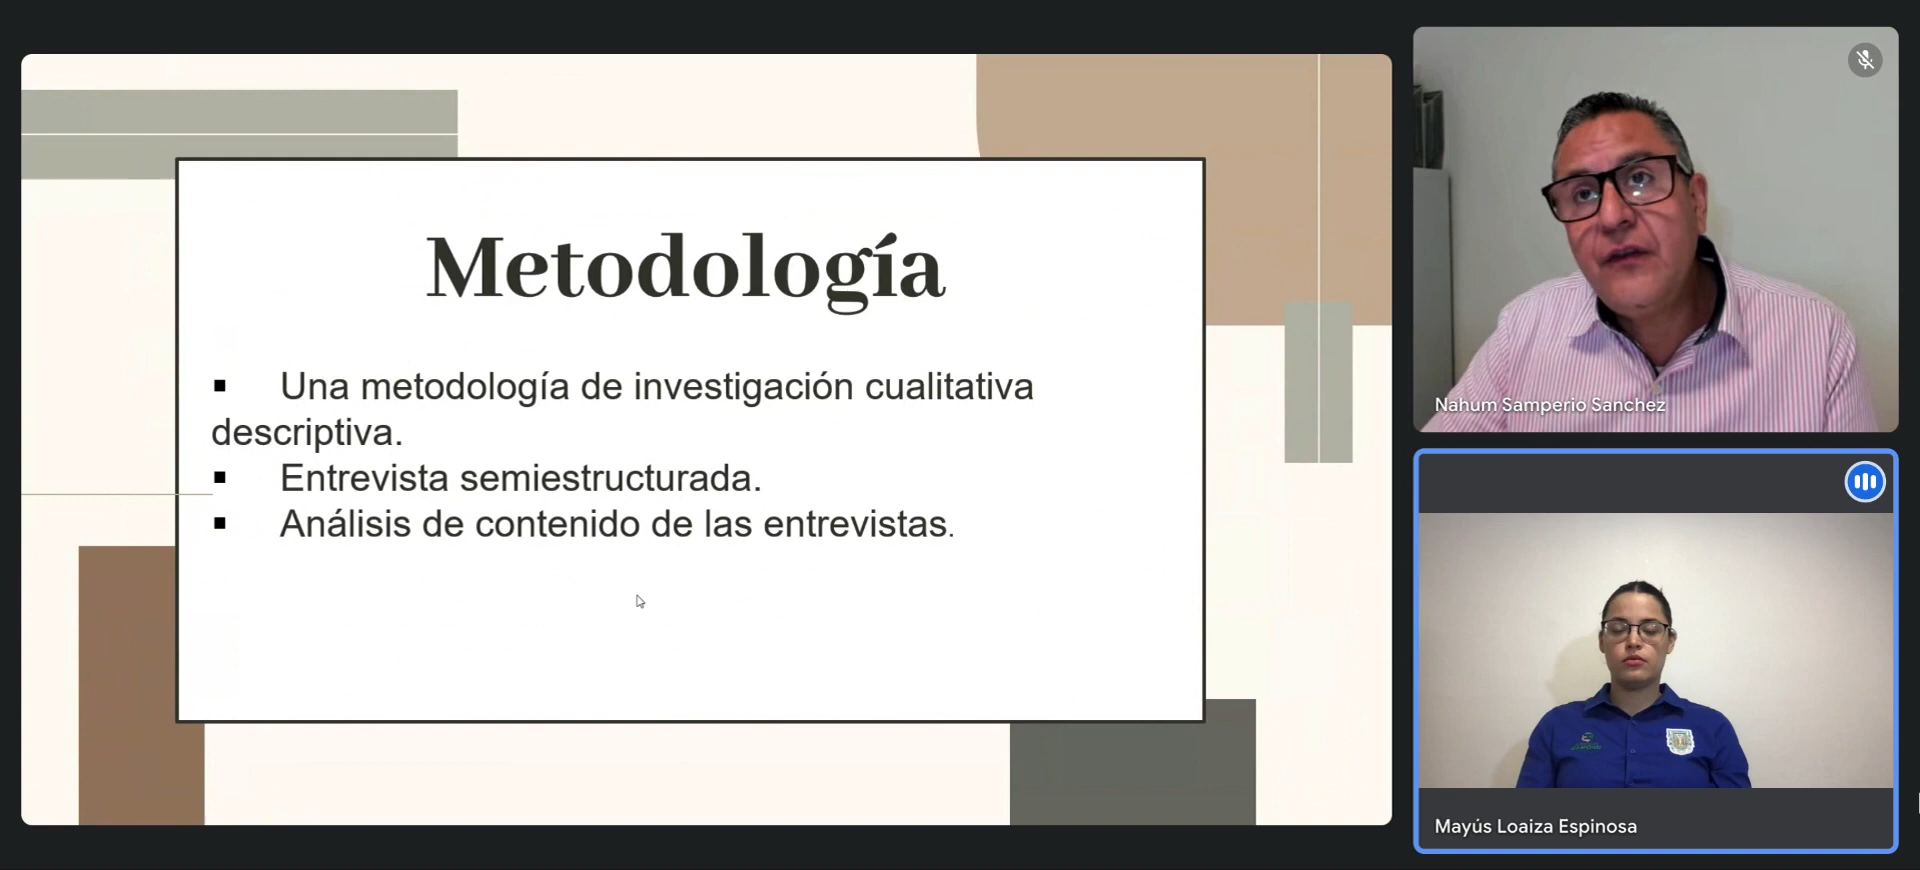 Metodología
▪ Una metodología de investigación cualitativa
descriptiva.
▪ Entrevista semiestructurada.
▪ Análisis de contenido de las entrevistas.
Nahum Samperio Sanchez
Mayús Loaiza Espinosa